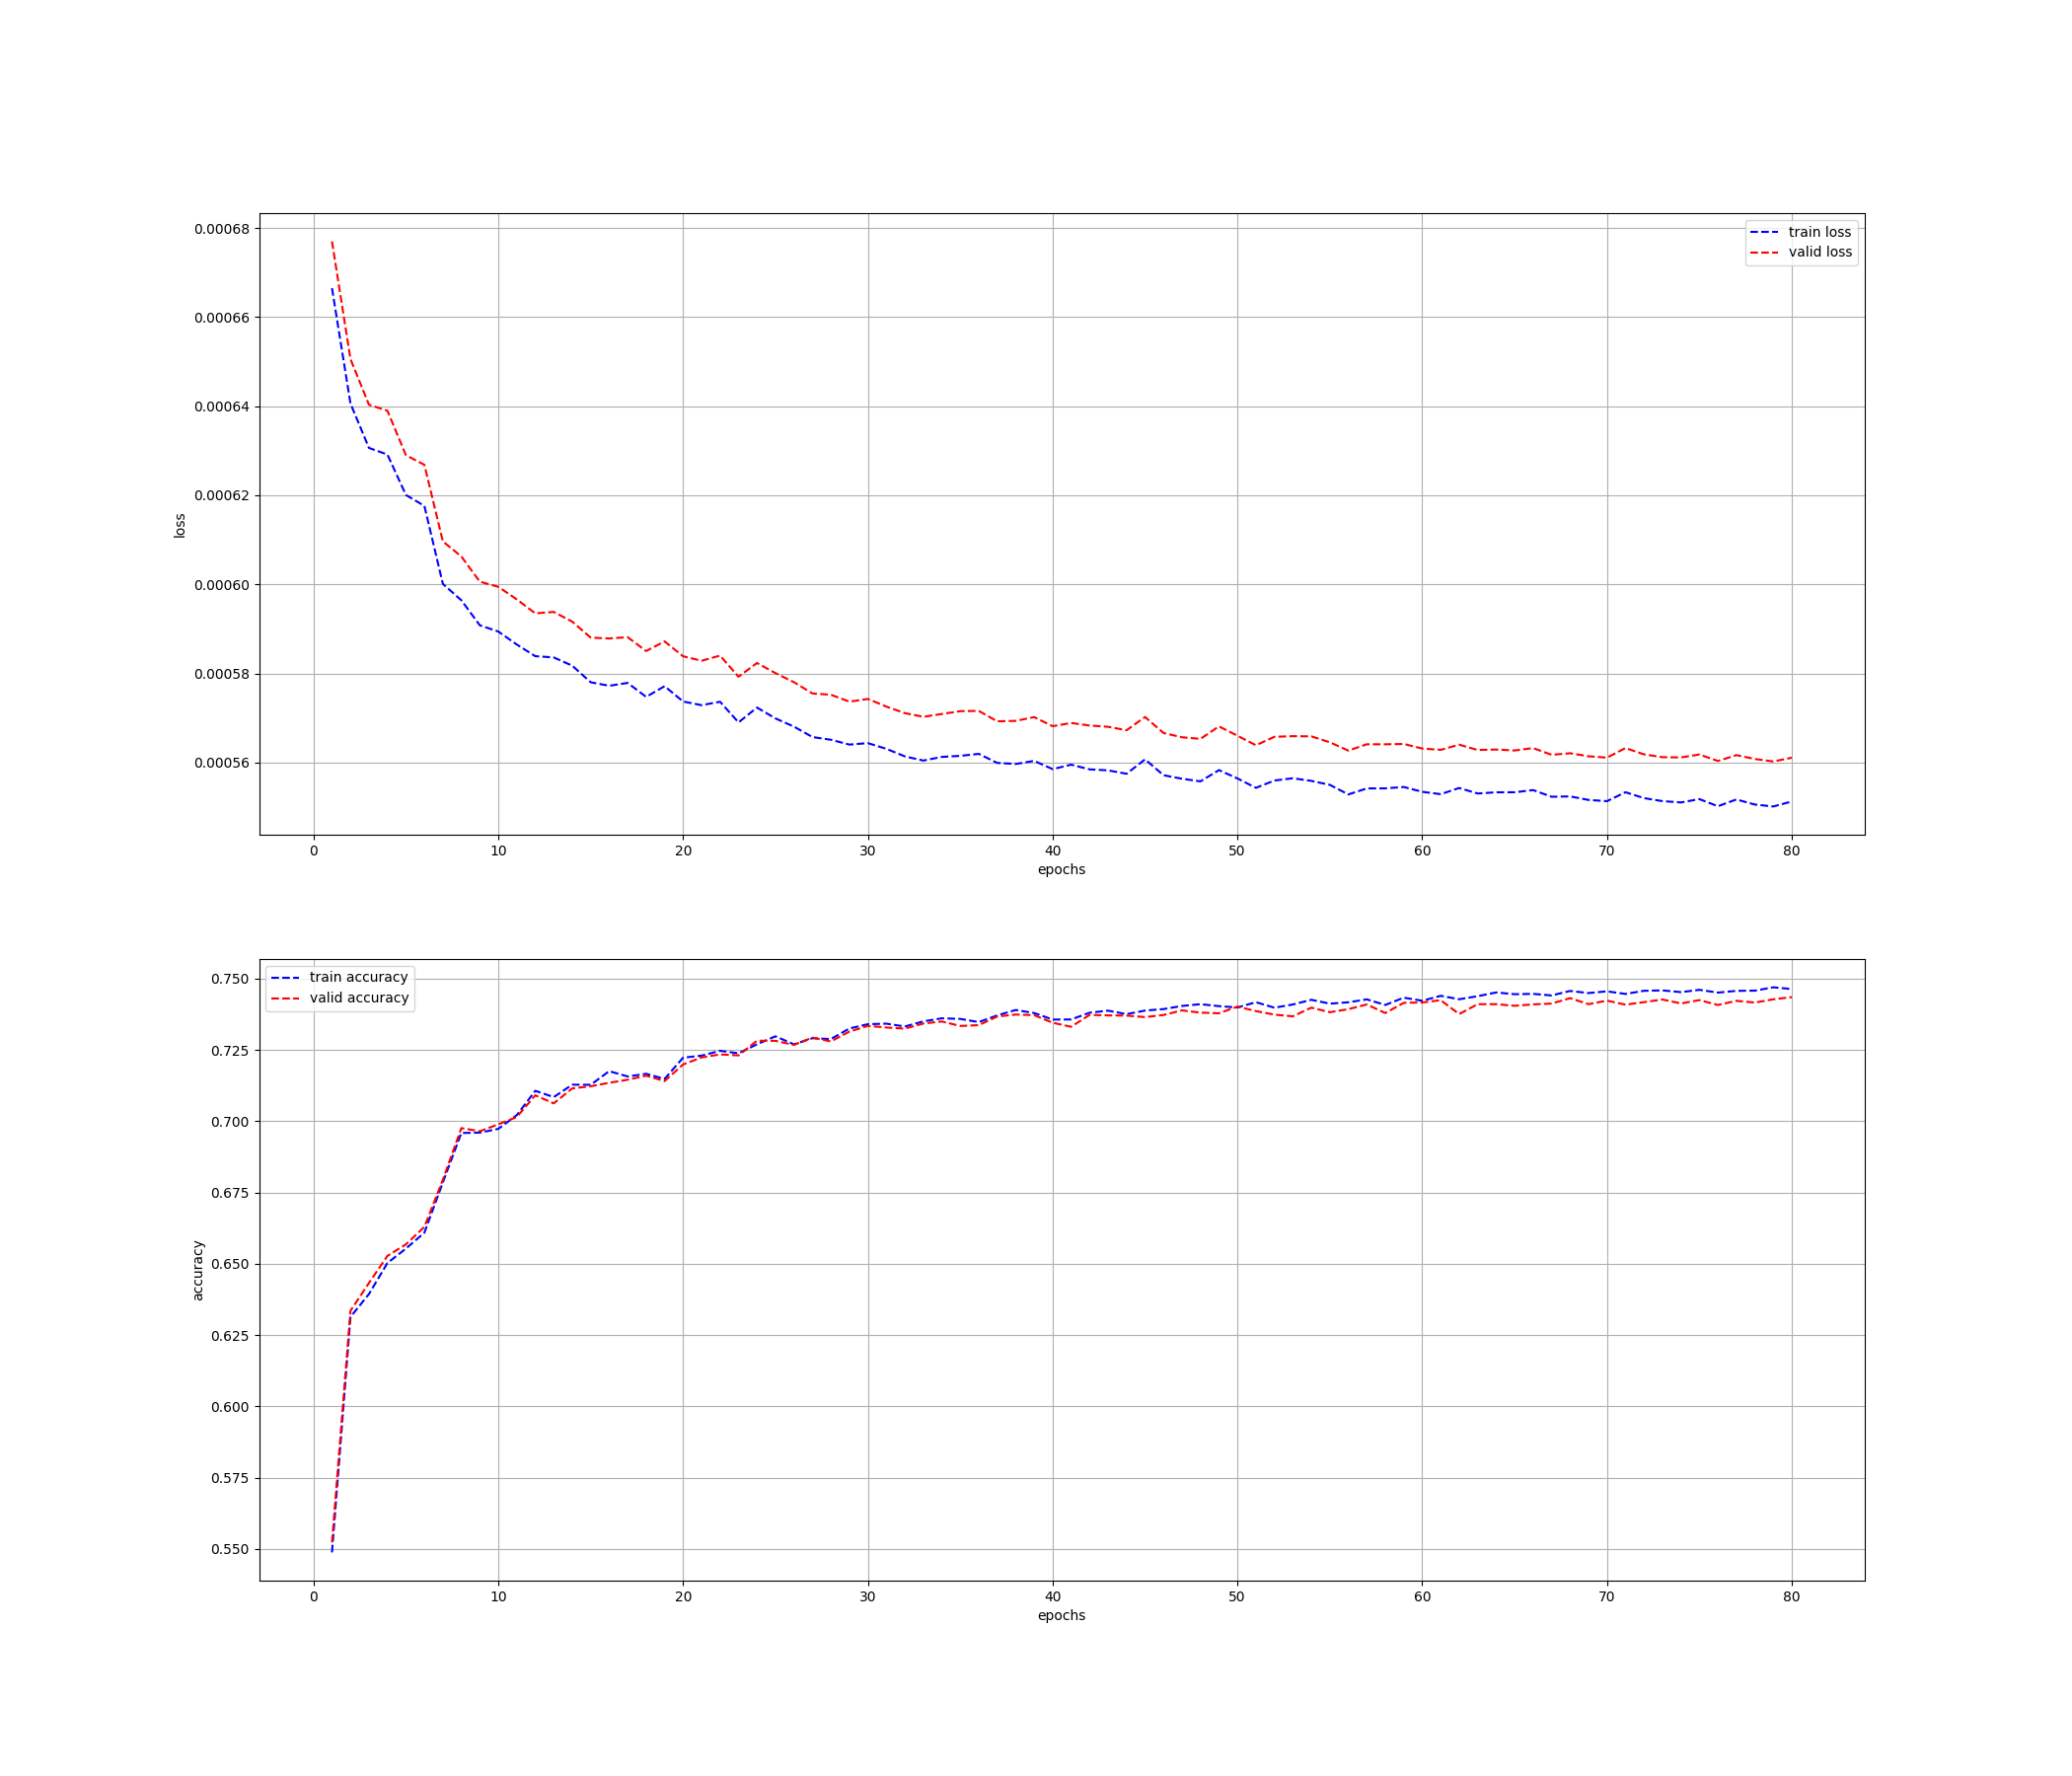 0.00068
0.00066
0.00064
0.00062
0.00060
0.00058
0.00056
loss
train loss
valid loss
0 10 20 30 40 50 60 70 80
epochs
0.750
0.725
0.700
0.675
0.650
0.625
0.600
0.575
0.550
accuracy
train accuracy
valid accuracy
0 10 20 30 40 50 60 70 80
epochs